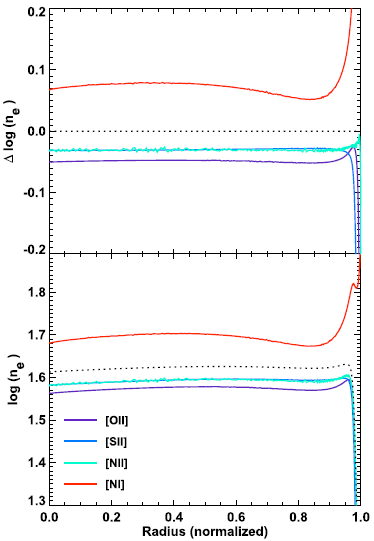 0.2
0.1
0.0
-0.1
-0.2
Δ log (ne )
1.8
1.7
1.6
1.5
1.4
1.3
log (ne )
[OII]
[SII]
[NII]
[NI]
0.0 0.2 0.4 0.6 0.8 1.0
Radius (normalized)